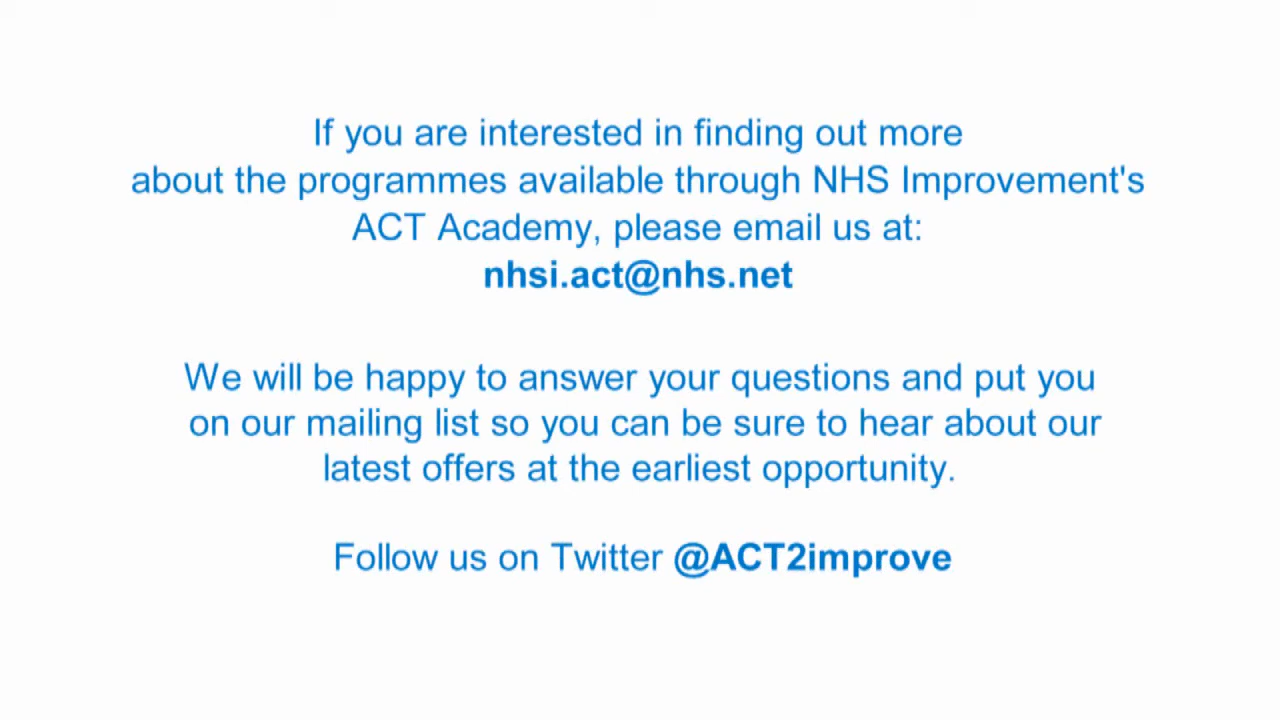 If you are interested in finding out more
about the programmes available through NHS Improvement's
ACT Academy, please email us at:
nhsi.act@nhs.net
We will be happy to answer your questions and put you
on our mailing list so you can be sure to hear about our
latest offers at the earliest opportunity.
Follow us on Twitter @ACT2improve